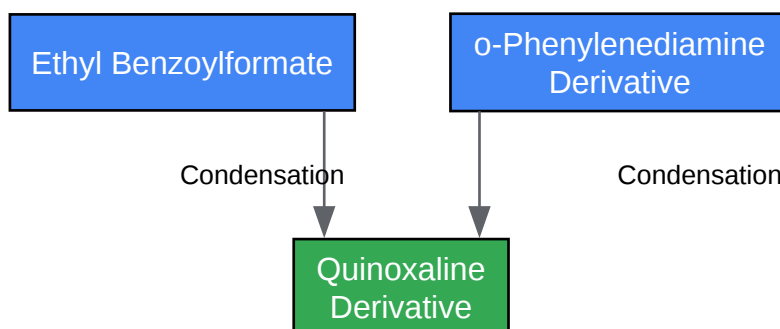 Ethyl Benzoylformate
o-Phenylenediamine
Derivative
Condensation
Condensation
Quinoxaline
Derivative